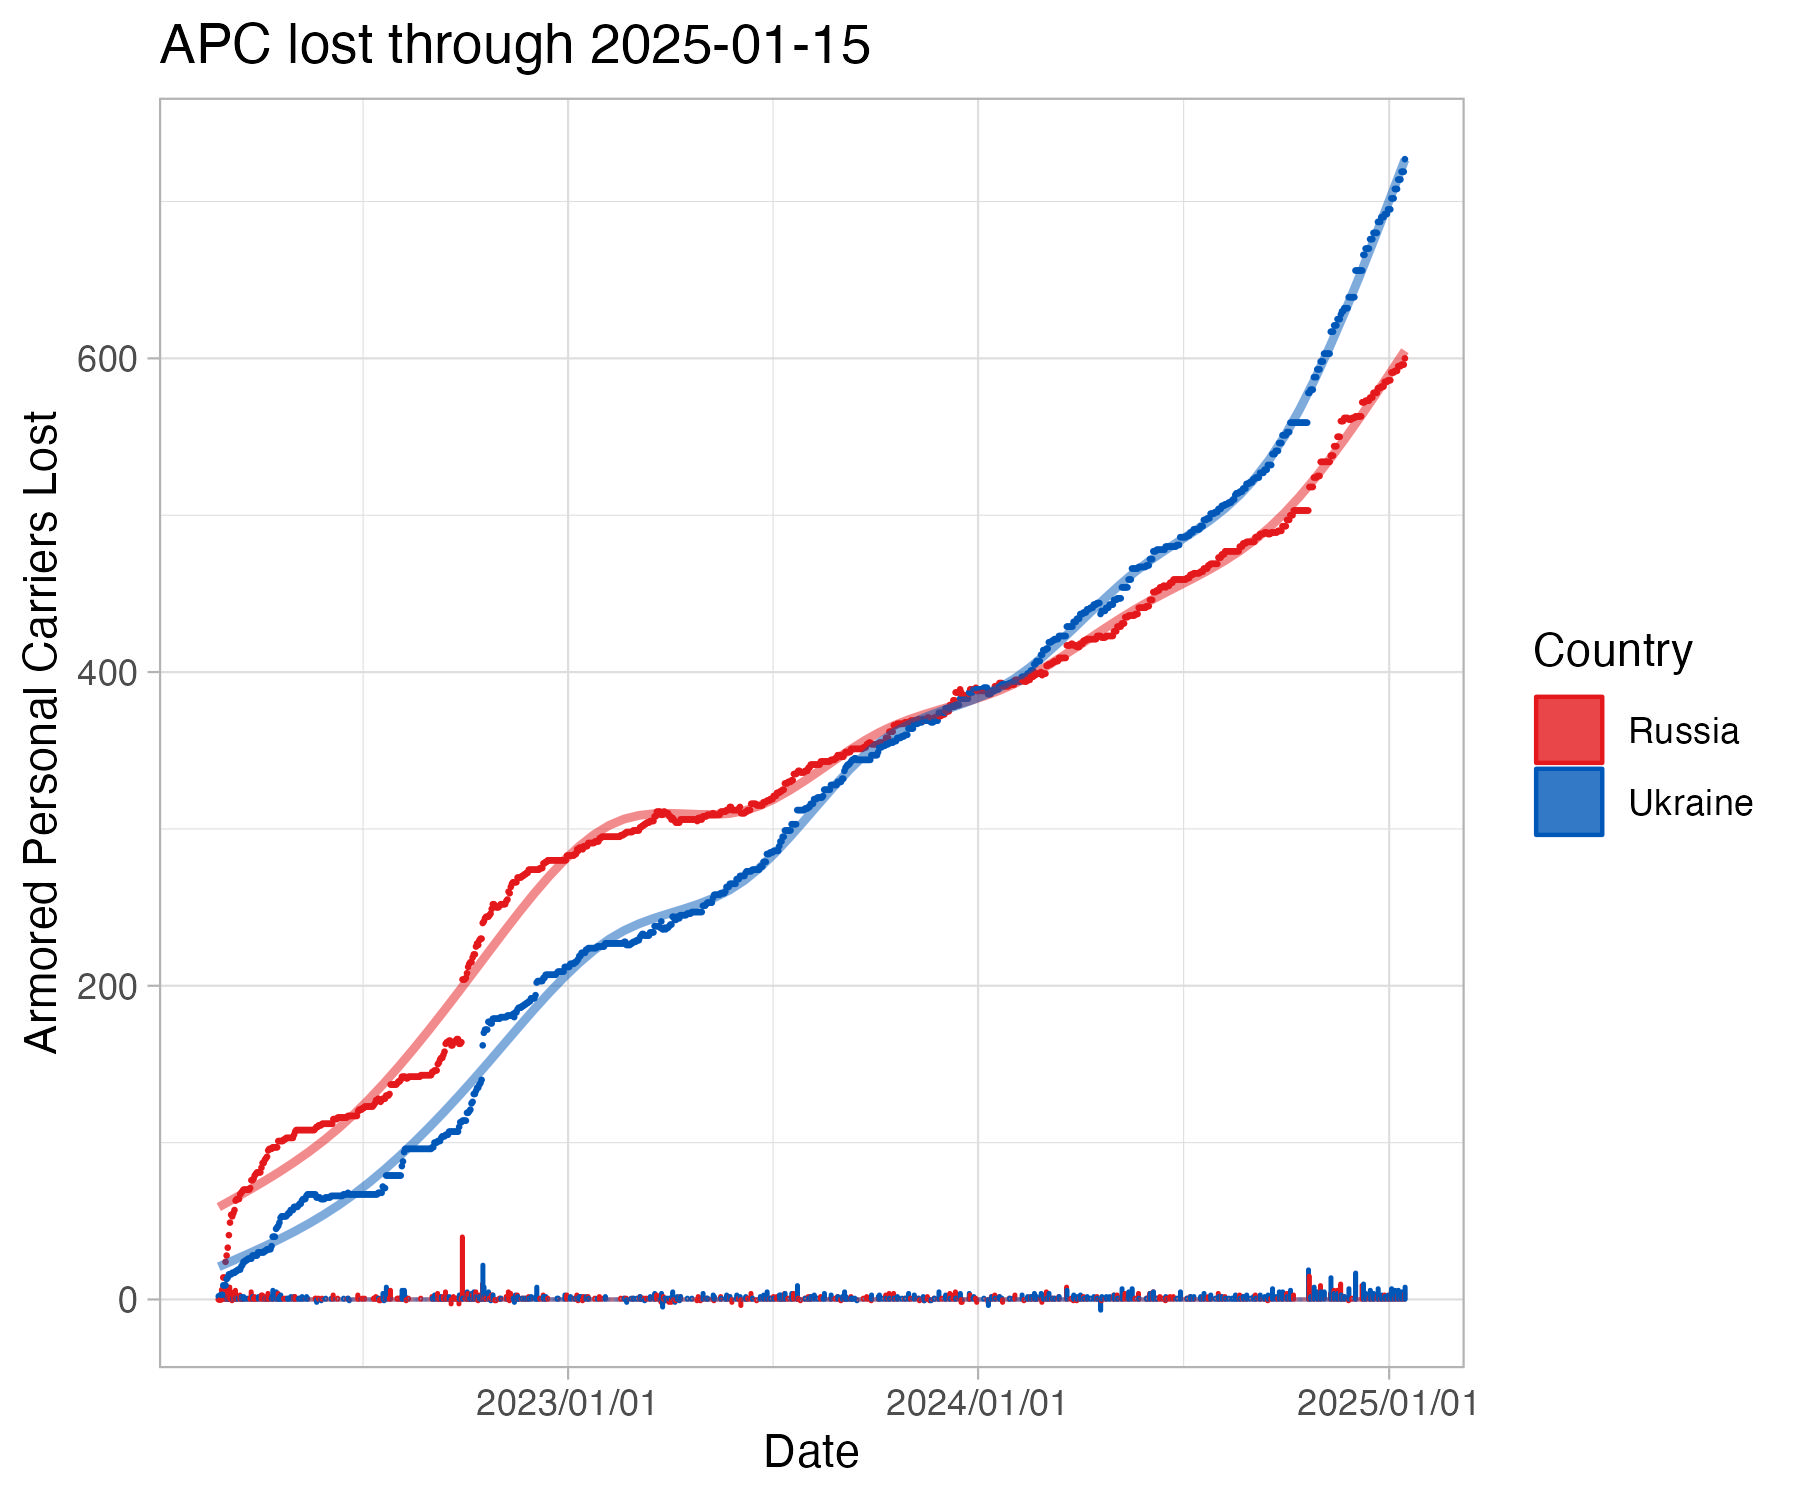 APC lost through 2025-01-15
Armored Personal Carriers Lost
600
400
200
0
2023/01/01
2024/01/01
2025/01/01
Date
Country
Russia
Ukraine